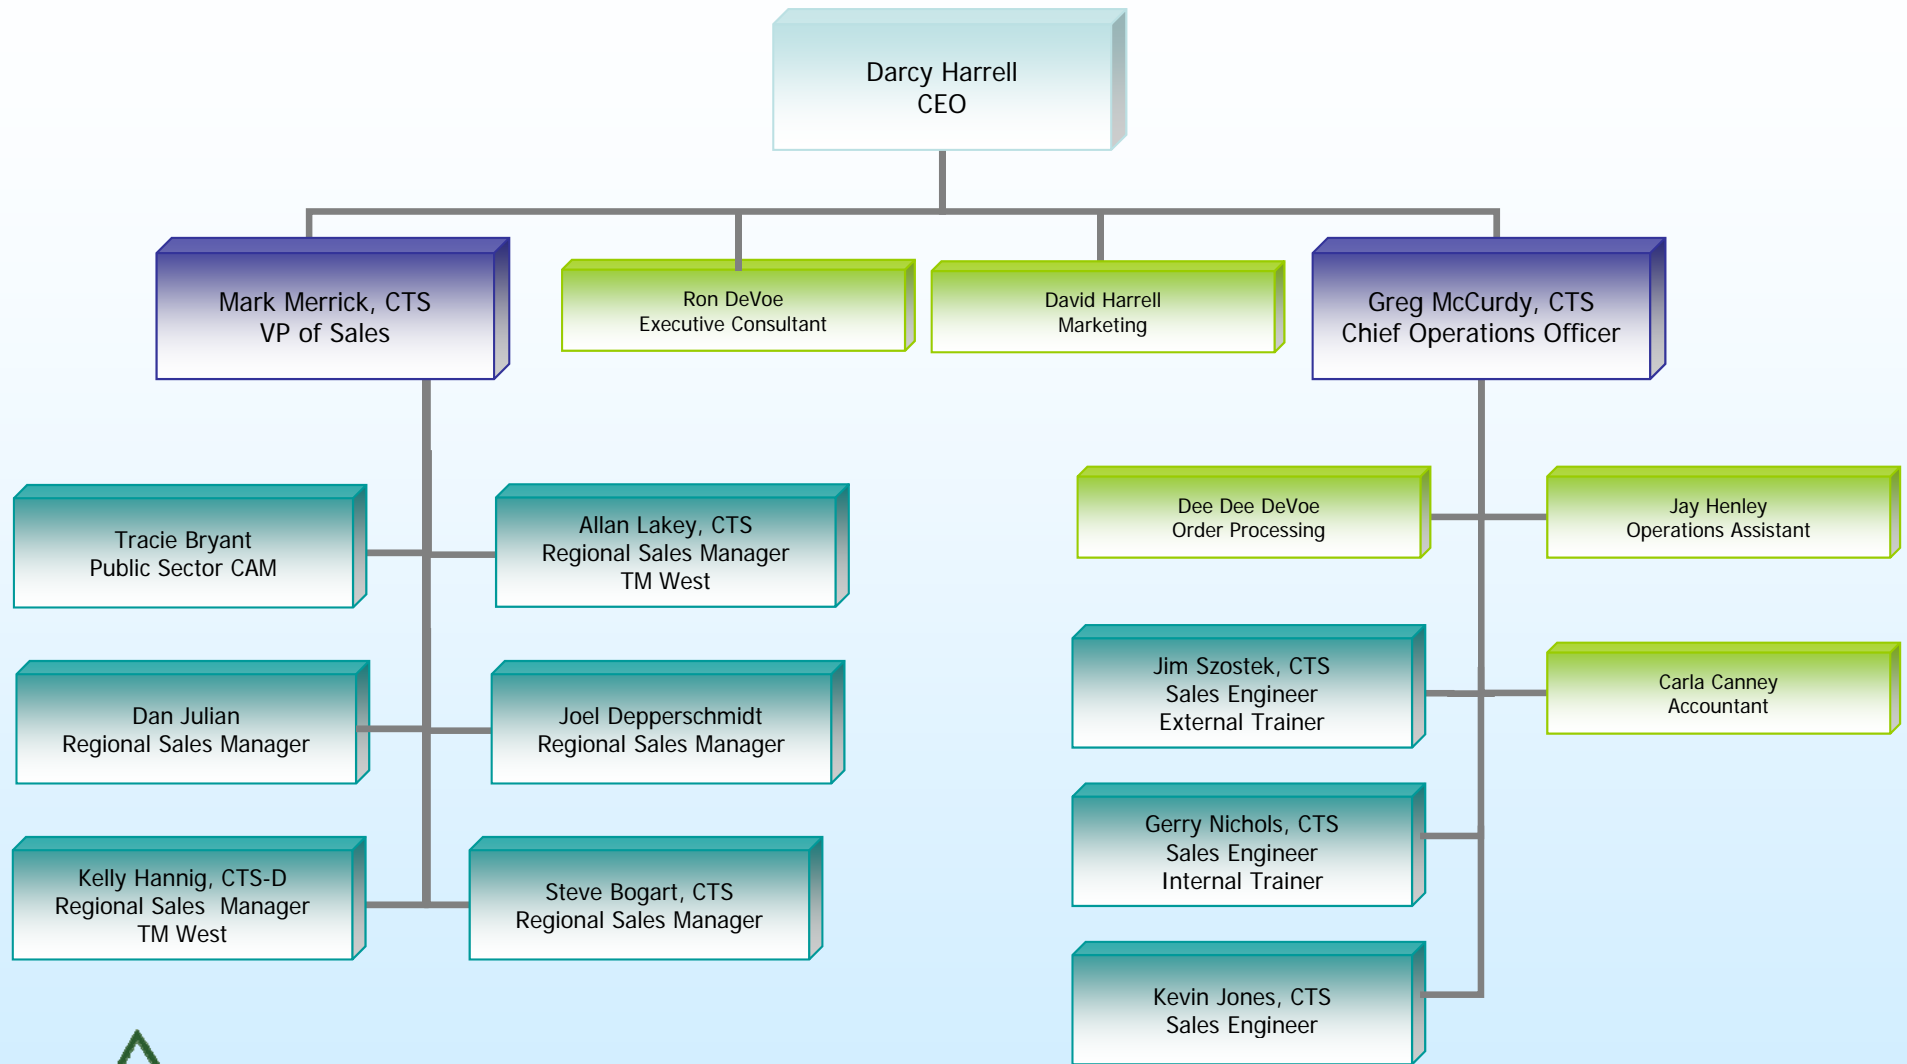 Darcy Harrell
CEO
Mark Merrick, CTS
VP of Sales
Ron DeVoe
Executive Consultant
David Harrell
Marketing
Greg McCurdy, CTS
Chief Operations Officer
Tracie Bryant
Public Sector CAM
Allan Lakey, CTS
Regional Sales Manager
TM West
Dan Julian
Regional Sales Manager
Joel Depperschmidt
Regional Sales Manager
Kelly Hannig, CTS-D
Regional Sales  Manager
TM West
Steve Bogart, CTS
Regional Sales Manager
Dee Dee DeVoe
Order Processing
Jay Henley
Operations Assistant
Jim Szostek, CTS
Sales Engineer
External Trainer
Carla Canney
Accountant
Gerry Nichols, CTS
Sales Engineer
Internal Trainer
Kevin Jones, CTS
Sales Engineer